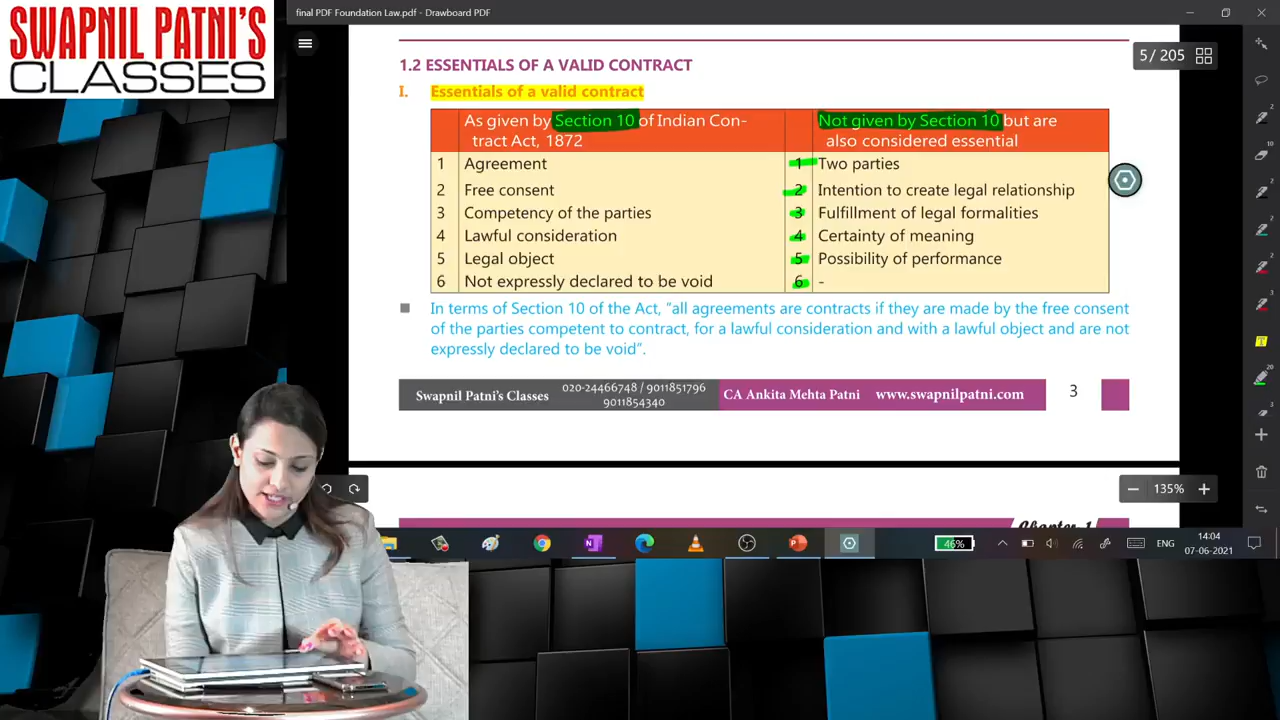 SWAPNIL PATNI'S
CLASSES
final PDF Foundation Law.pdf - Drawboard PDF
5 / 205
1.2 ESSENTIALS OF A VALID CONTRACT
I. Essentials of a valid contract
As given by Section 10 of Indian Con-
tract Act, 1872
Not given by Section 10 but are
also considered essential
1 Agreement 1 Two parties
2 Free consent 2 Intention to create legal relationship
3 Competency of the parties 3 Fulfillment of legal formalities
4 Lawful consideration 4 Certainty of meaning
5 Legal object 5 Possibility of performance
6 Not expressly declared to be void 6 -
In terms of Section 10 of the Act, “all agreements are contracts if they are made by the free consent
of the parties competent to contract, for a lawful consideration and with a lawful object and are not
expressly declared to be void”.
Swapnil Patni's Classes 020-24466748 / 9011851796
9011854340
CA Ankita Mehta Patni www.swapnilpatni.com 3
135%
Chapter 1
46%
ENG
14:04
07-06-2021